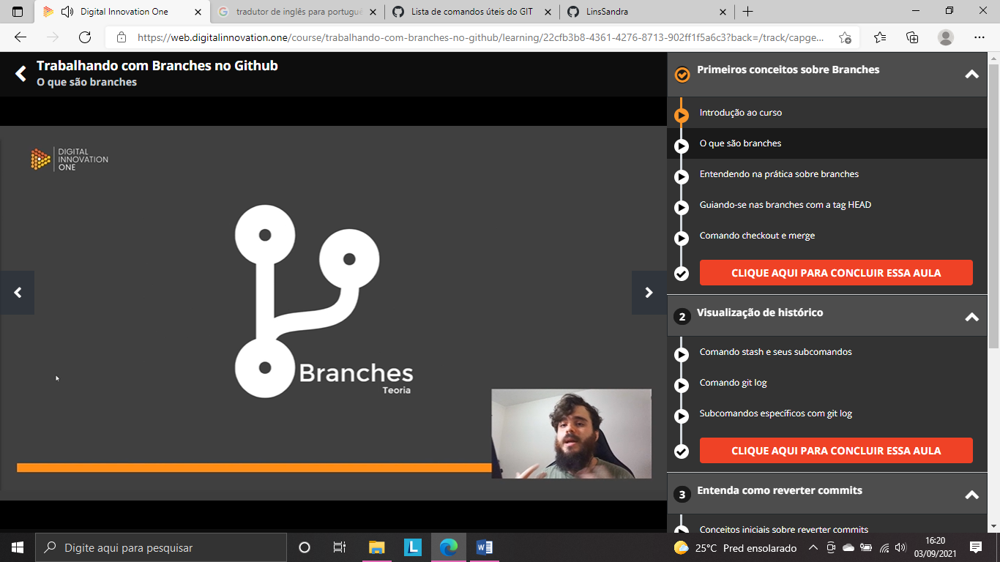 Digital Innovation One
tradutor de inglês para portuguê
Lista de comandos úteis do GIT
LinsSandra
https://web.digitalinnovation.one/course/trabalhando-com-branches-no-github/learning/22cfb3b8-4361-4276-8713-902ff1f5a6c3?back=/track/capge...
Trabalhando com Branches no Github
O que são branches
DIGITAL
INNOVATION
ONE
Branches
Teoria
Primeiros conceitos sobre Branches
Introdução ao curso
O que são branches
Entendendo na prática sobre branches
Guiando-se nas branches com a tag HEAD
Comando checkout e merge
CLIQUE AQUI PARA CONCLUIR ESSA AULA
2 Visualização de histórico
Comando stash e seus subcomandos
Comando git log
Subcomandos específicos com git log
CLIQUE AQUI PARA CONCLUIR ESSA AULA
3 Entenda como reverter commits
Conceitos iniciais sobre reverter commits
Digite aqui para pesquisar
L
W
25°C Pred ensolarado
16:20
03/09/2021